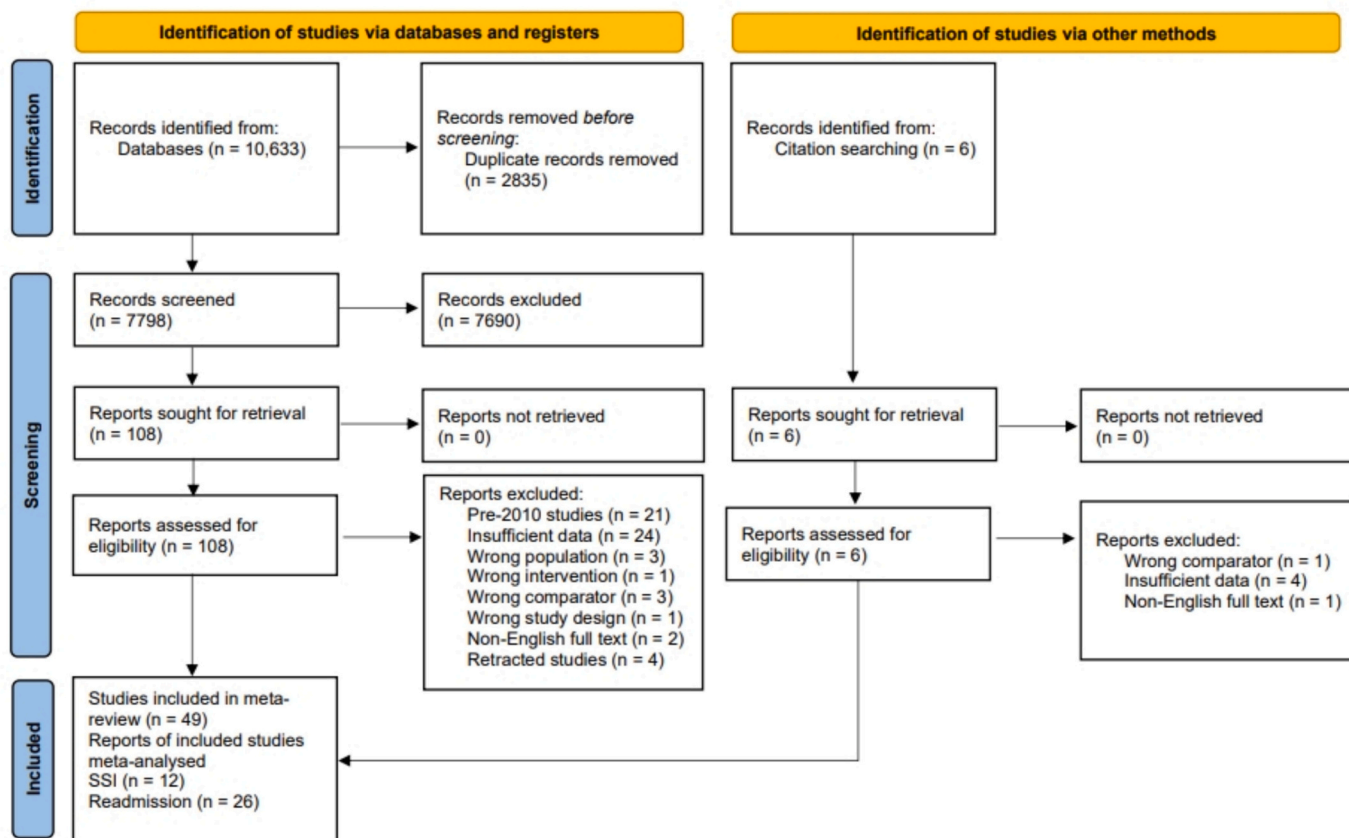 Identification of studies via databases and registers
Identification of studies via other methods
Identification
Records identified from:
Databases (n = 10,633)
Records removed before
screening:
Duplicate records removed
(n = 2835)
Records identified from:
Citation searching (n = 6)
Screening
Records screened
(n = 7798)
Records excluded
(n = 7690)
Reports sought for retrieval
(n = 108)
Reports not retrieved
(n = 0)
Reports sought for retrieval
(n = 6)
Reports not retrieved
(n = 0)
Reports assessed for
eligibility (n = 108)
Reports excluded:
Pre-2010 studies (n = 21)
Insufficient data (n = 24)
Wrong population (n = 3)
Wrong intervention (n = 1)
Wrong comparator (n = 3)
Wrong study design (n = 1)
Non-English full text (n = 2)
Retracted studies (n = 4)
Reports assessed for
eligibility (n = 6)
Reports excluded:
Wrong comparator (n = 1)
Insufficient data (n = 4)
Non-English full text (n = 1)
Included
Studies included in meta-
review (n = 49)
Reports of included studies
meta-analysed
SSI (n = 12)
Readmission (n = 26)